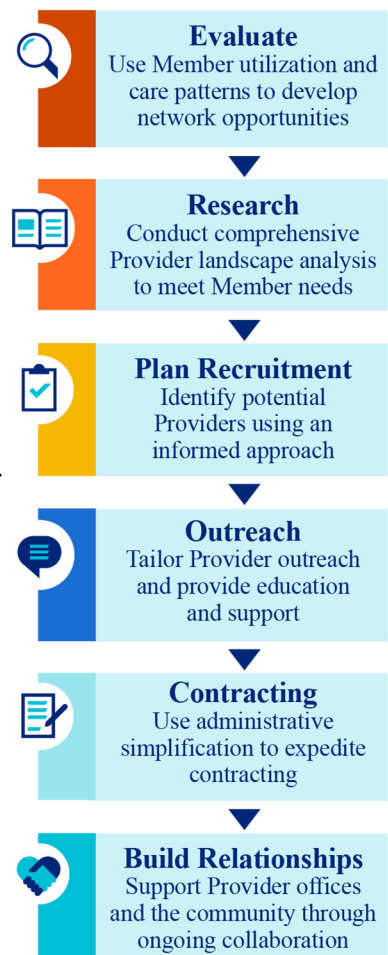 Evaluate
Use Member utilization and
care patterns to develop
network opportunities
Research
Conduct comprehensive
Provider landscape analysis
to meet Member needs
Plan Recruitment
Identify potential
Providers using an
informed approach
Outreach
Tailor Provider outreach
and provide education
and support
Contracting
Use administrative
simplification to expedite
contracting
Build Relationships
Support Provider offices
and the community through
ongoing collaboration